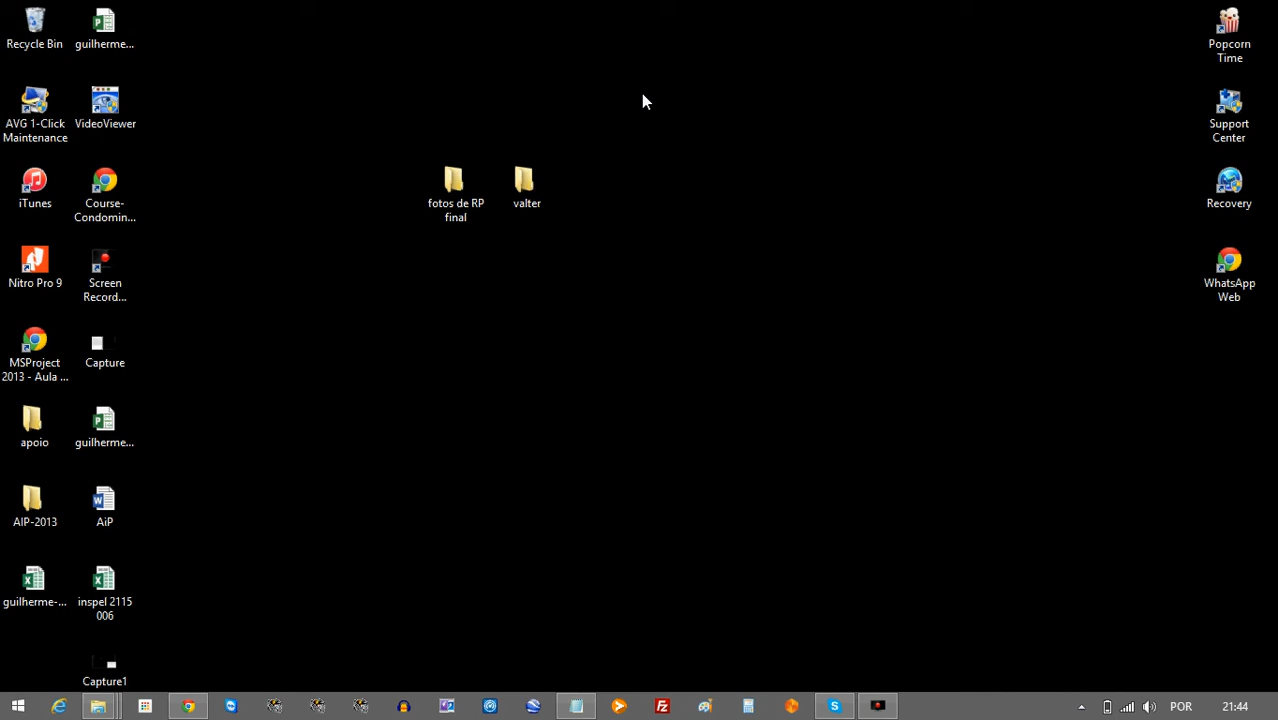 Recycle Bin
guilherme...
AVG 1-Click
Maintenance
VideoViewer
iTunes
Course-
Condomin...
Nitro Pro 9
Screen
Record...
MSProject
2013 - Aula ...
Capture
apoio
guilherme...
AIP-2013
AiP
guilherme-...
inspel 2115
006
Capture1
fotos de RP
final
valter
Popcorn
Time
Support
Center
Recovery
WhatsApp
Web
POR
21:44